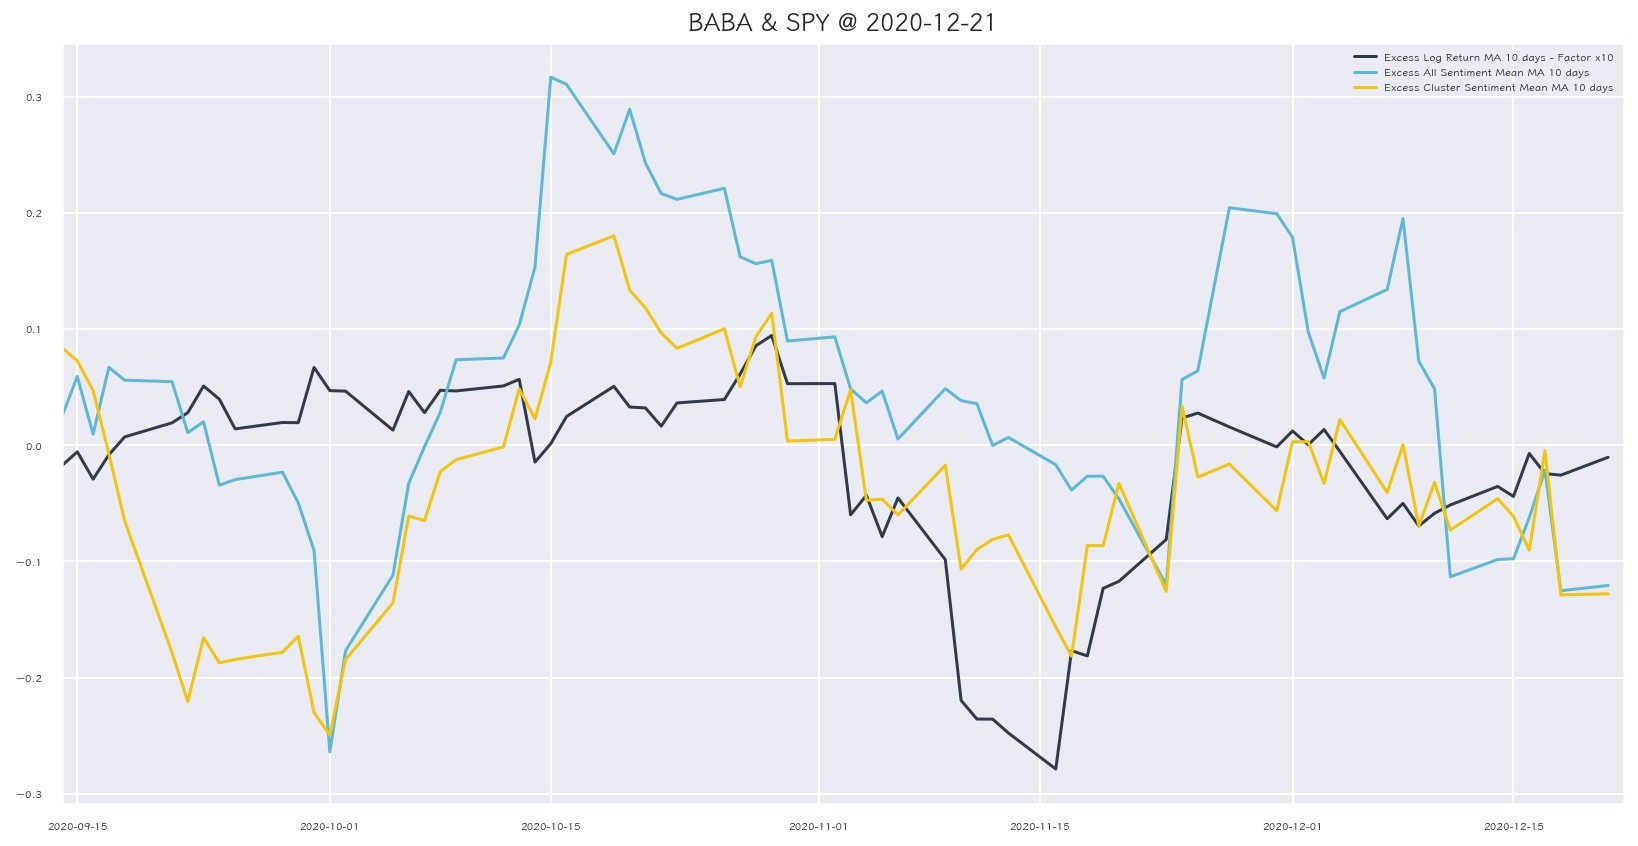 BABA & SPY @ 2020-12-21
Excess Log Return MA 10 days - Factor x10
Excess All Sentiment Mean MA 10 days
Excess Cluster Sentiment Mean MA 10 days
0.3
0.2
0.1
0.0
−0.1
−0.2
−0.3
2020-09-15 2020-10-01 2020-10-15 2020-11-01 2020-11-15 2020-12-01 2020-12-15